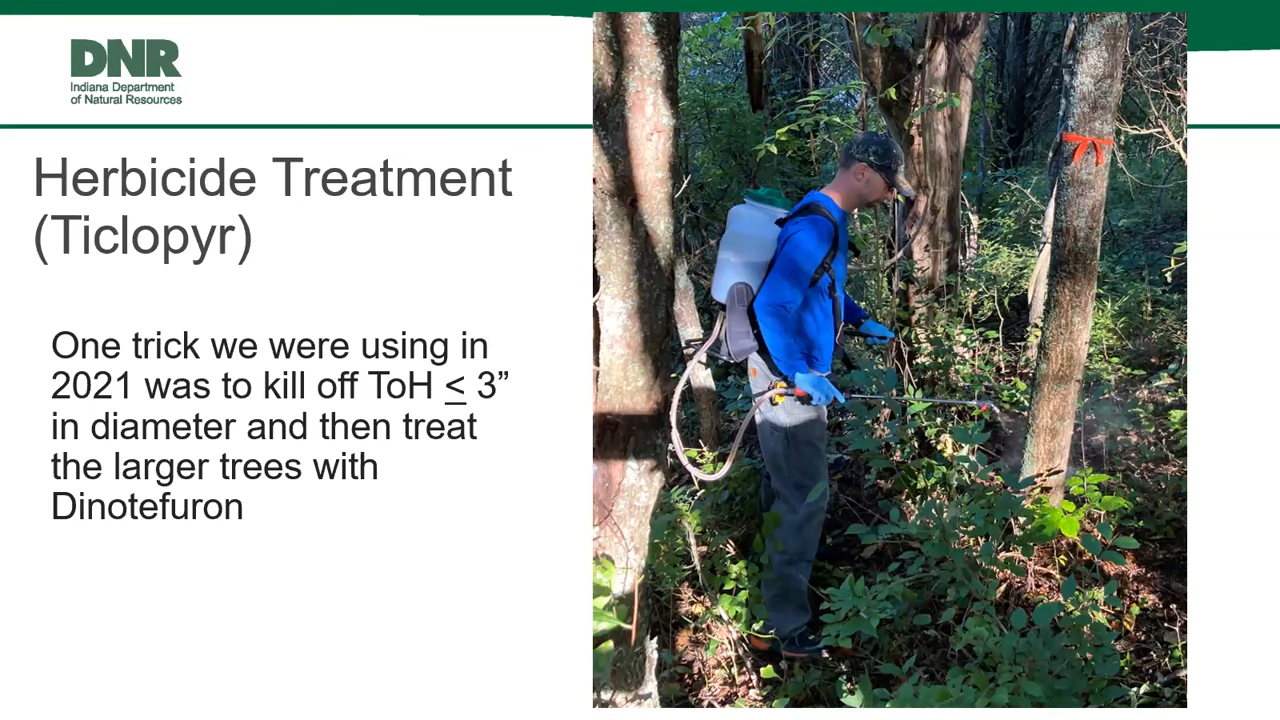 DNR
Indiana Department
of Natural Resources
Herbicide Treatment
(Ticlopyr)
One trick we were using in
2021 was to kill off ToH ≤ 3”
in diameter and then treat
the larger trees with
Dinotefuron